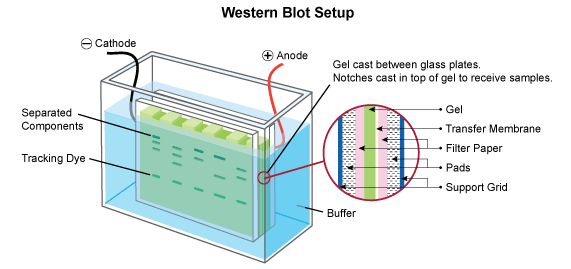 Western Blot Setup
⊖ Cathode
⊕ Anode
Gel cast between glass plates.
Notches cast in top of gel to receive samples.
Separated
Components
Tracking Dye
Gel
Transfer Membrane
Filter Paper
Pads
Support Grid
Buffer